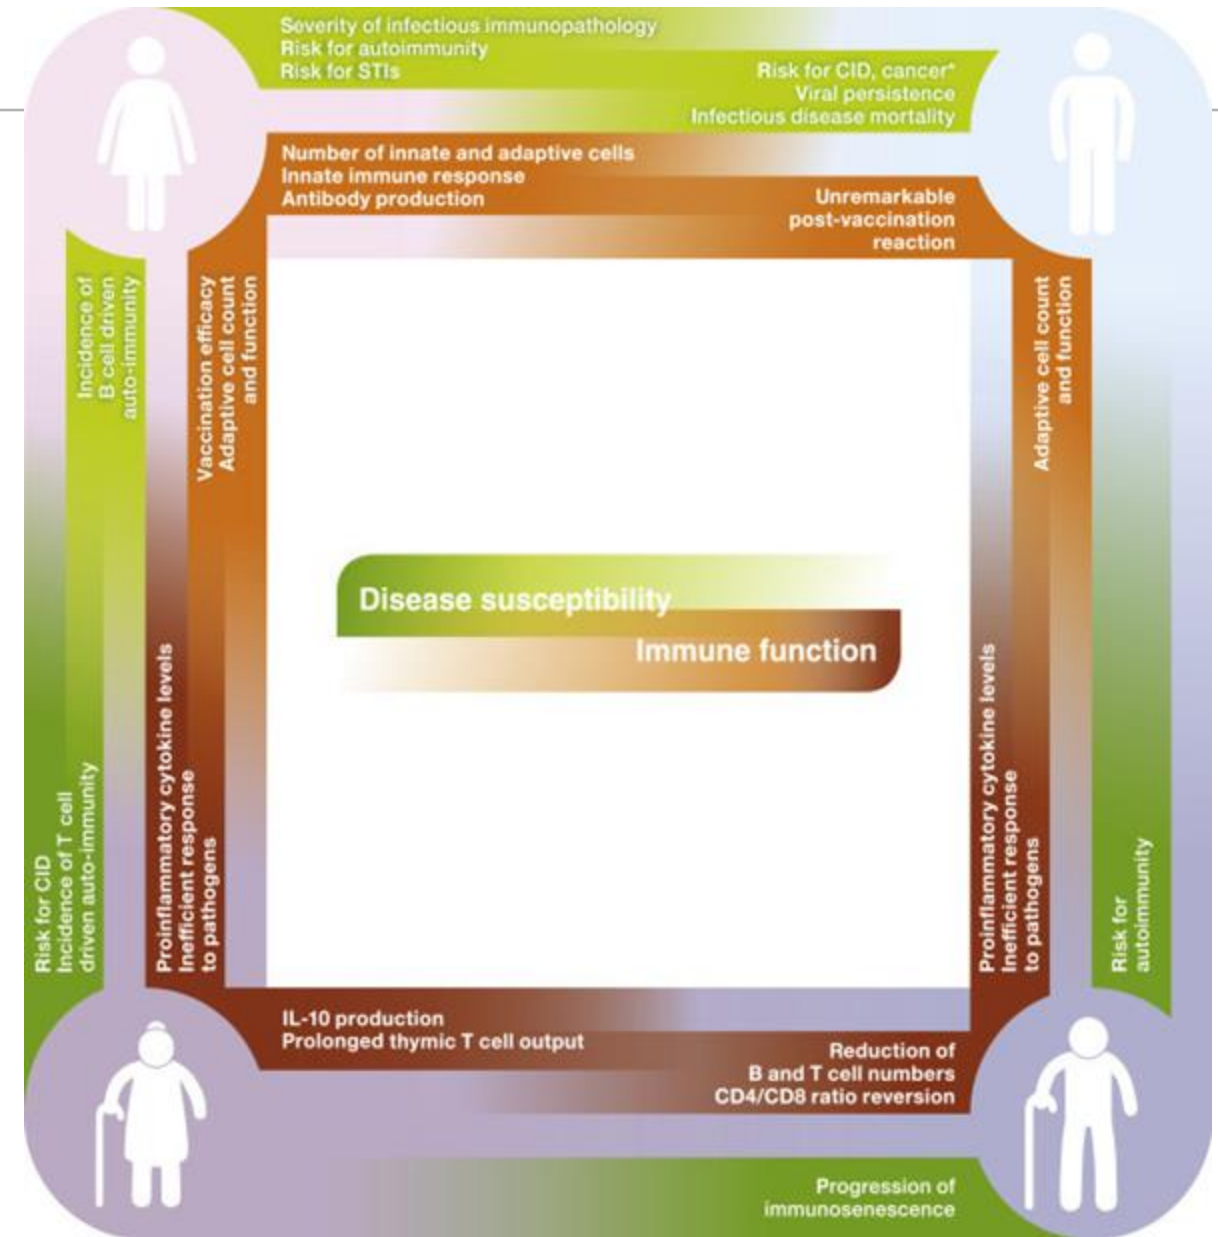 Severity of infectious immunopathology
Risk for autoimmunity
Risk for STIs
Risk for CID, cancer*
Viral persistence
Infectious disease mortality
Number of innate and adaptive cells
Innate immune response
Antibody production
Unremarkable
post-vaccination
reaction
Incidence of
B cell driven
auto-immunity
Vaccination efficacy
Adaptive cell count
and function
Adaptive cell count
and function
Disease susceptibility
Immune function
Risk for CID
Incidence of T cell
driven auto-immunity
Proinflammatory cytokine levels
Inefficient response
to pathogens
Proinflammatory cytokine levels
Inefficient response
to pathogens
Risk for
autoimmunity
IL-10 production
Prolonged thymic T cell output
Reduction of
B and T cell numbers
CD4/CD8 ratio reversion
Progression of
immunosenescence